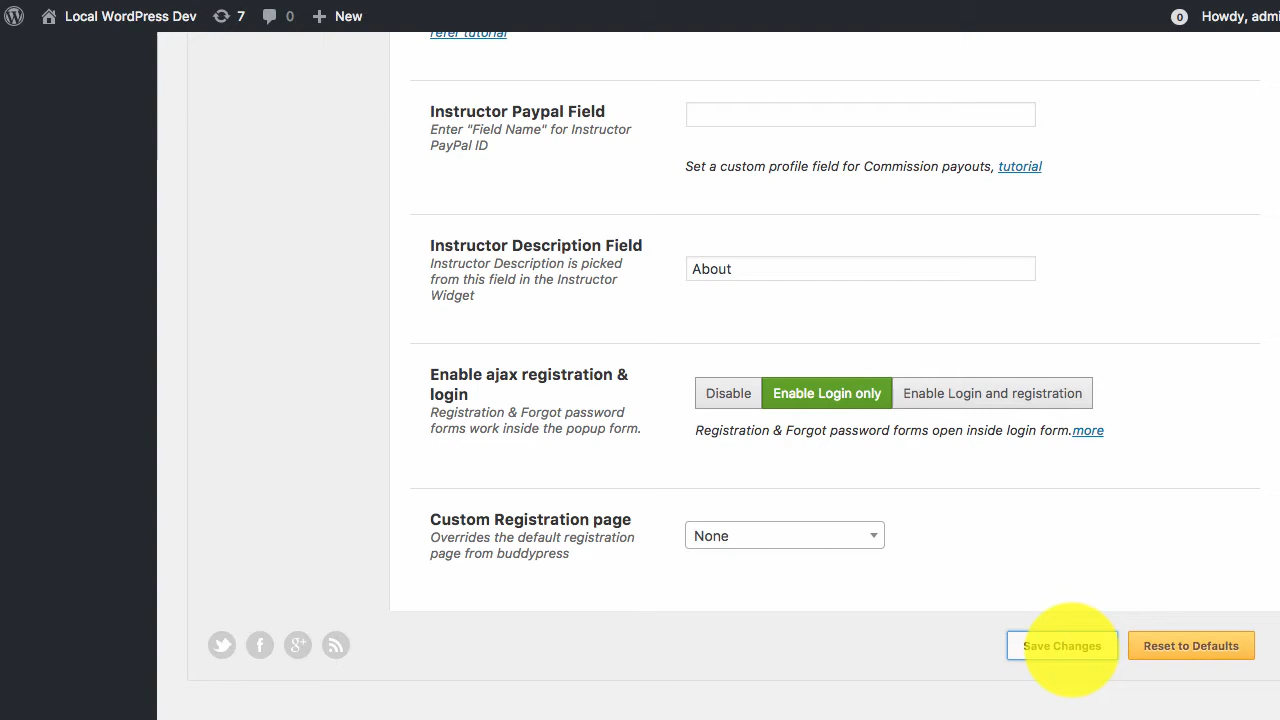 Local WordPress Dev 7 0 New 0 Howdy, admi
refer tutorial
Instructor Paypal Field
Enter "Field Name" for Instructor
PayPal ID
Set a custom profile field for Commission payouts, tutorial
Instructor Description Field
Instructor Description is picked
from this field in the Instructor
Widget
About
Enable ajax registration &
login
Registration & Forgot password
forms work inside the popup form.
Disable Enable Login only Enable Login and registration
Registration & Forgot password forms open inside login form.more
Custom Registration page
Overrides the default registration
page from buddypress
None
Save Changes Reset to Defaults